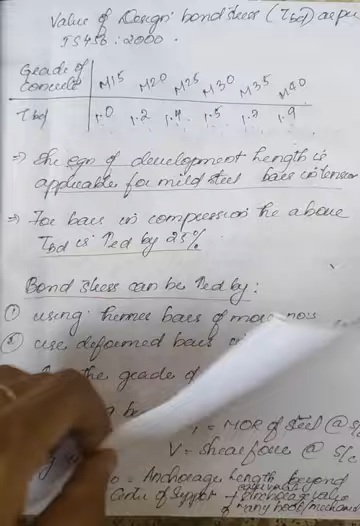 Value of Design bond stress (τbd) as per
IS456:2000.
Grade of concrete M15 M20 M25 M30 M35 M40
τbd 1.0 1.2 1.4 1.5 1.7 1.9
⇒ The eqn of development length is
applicable for mild steel bars in tension
⇒ For bars in compression the above
τbd is ↑ed by 25%.
Bond stress can be ↑ed by:
① using thinner bars of more nos
② use deformed bars
the grade of
= MOR of steel @ s/c
V = shear force @ s/c
= Anchorage length beyond
Centre of Support + equivalent anchorage value
of any hook/mechanical